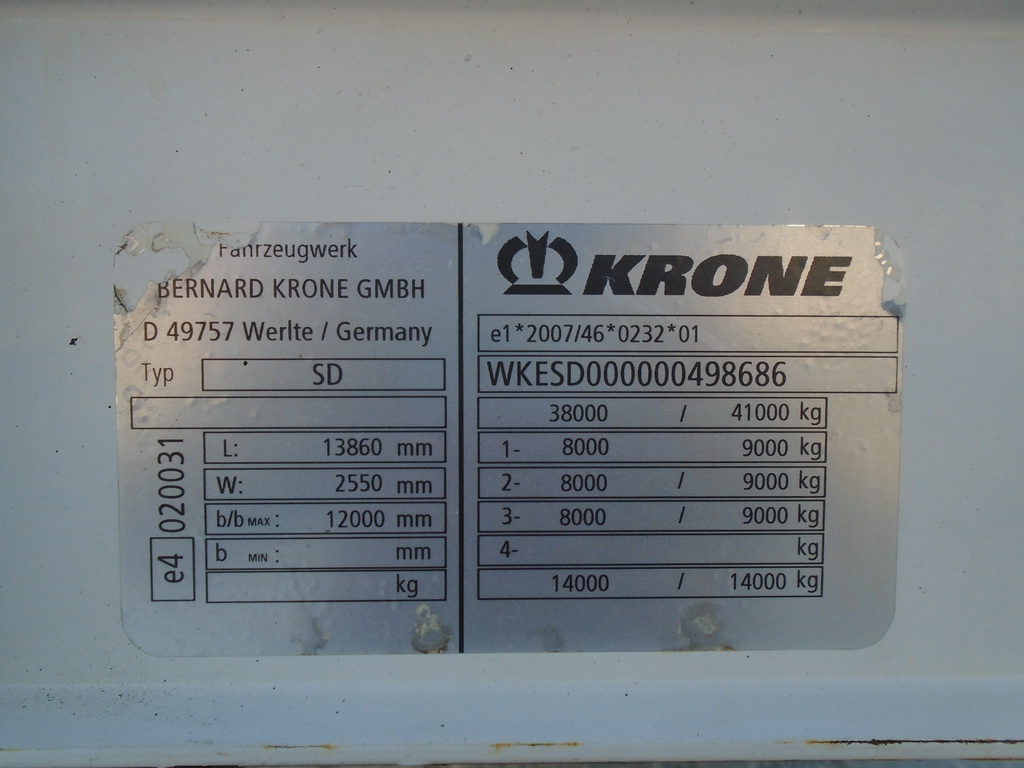 Fahrzeugwerk
BERNARD KRONE GMBH
D 49757 Werlte / Germany
Typ SD
L: 13860 mm
W: 2550 mm
b/b MAX : 12000 mm
b MIN : mm
kg
e4 020031
KRONE
e1*2007/46*0232*01
WKESD000000498686
38000 / 41000 kg
1- 8000 9000 kg
2- 8000 / 9000 kg
3- 8000 / 9000 kg
4- kg
14000 / 14000 kg